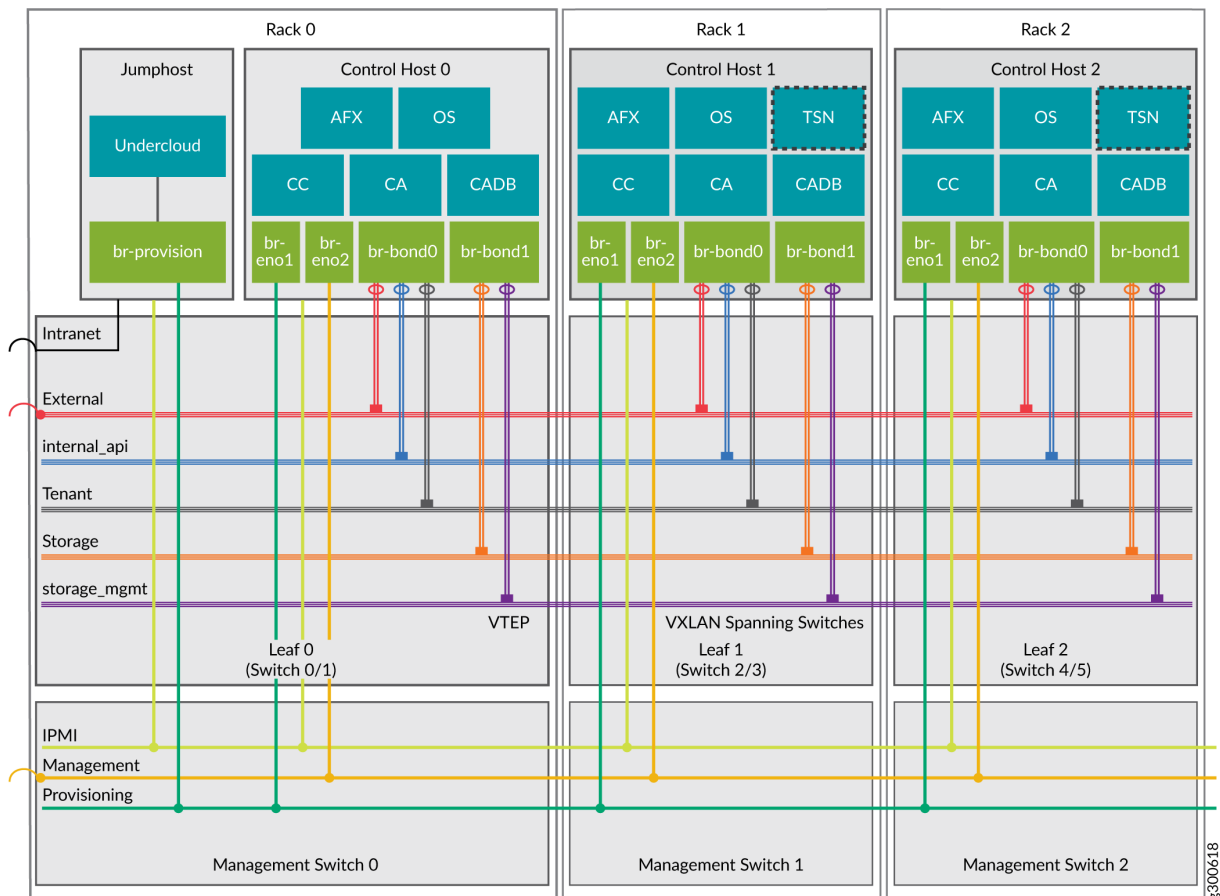 Rack 0
Rack 1
Rack 2
Jumphost
Control Host 0
Control Host 1
Control Host 2
AFX
OS
AFX
OS
TSN
AFX
OS
TSN
Undercloud
CC
CA
CADB
CC
CA
CADB
CC
CA
CADB
br-provision
br-
eno1
br-
eno2
br-bond0
br-bond1
br-
eno1
br-
eno2
br-bond0
br-bond1
br-
eno1
br-
eno2
br-bond0
br-bond1
Intranet
External
internal_api
Tenant
Storage
storage_mgmt
VTEP
VXLAN Spanning Switches
Leaf 0
(Switch 0/1)
Leaf 1
(Switch 2/3)
Leaf 2
(Switch 4/5)
IPMI
Management
Provisioning
Management Switch 0
Management Switch 1
Management Switch 2